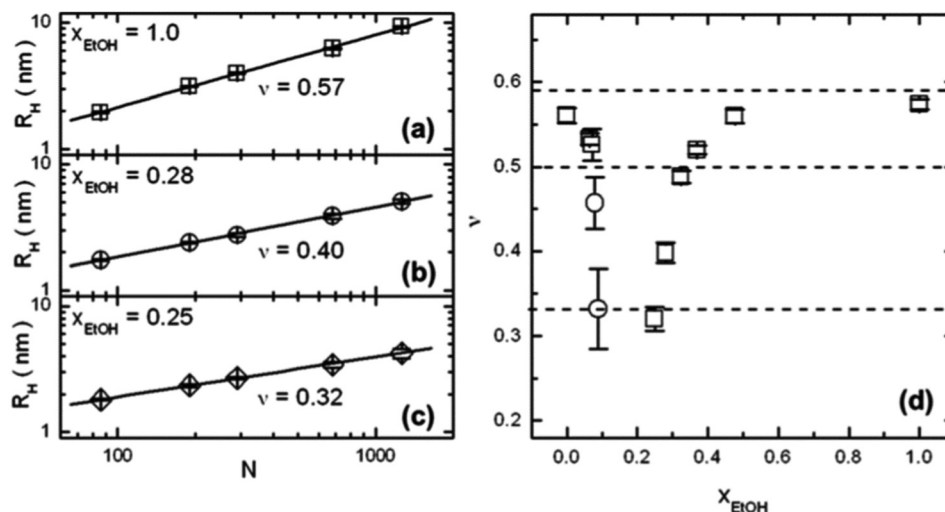 10
R_H (nm)
x_EtOH = 1.0
ν = 0.57
(a)
1
R_H (nm)
x_EtOH = 0.28
ν = 0.40
(b)
1
10
R_H (nm)
x_EtOH = 0.25
ν = 0.32
(c)
1
100 1000
N
0.6
0.5
ν
0.4
0.3
0.2
(d)
0.0 0.2 0.4 0.6 0.8 1.0
x_EtOH